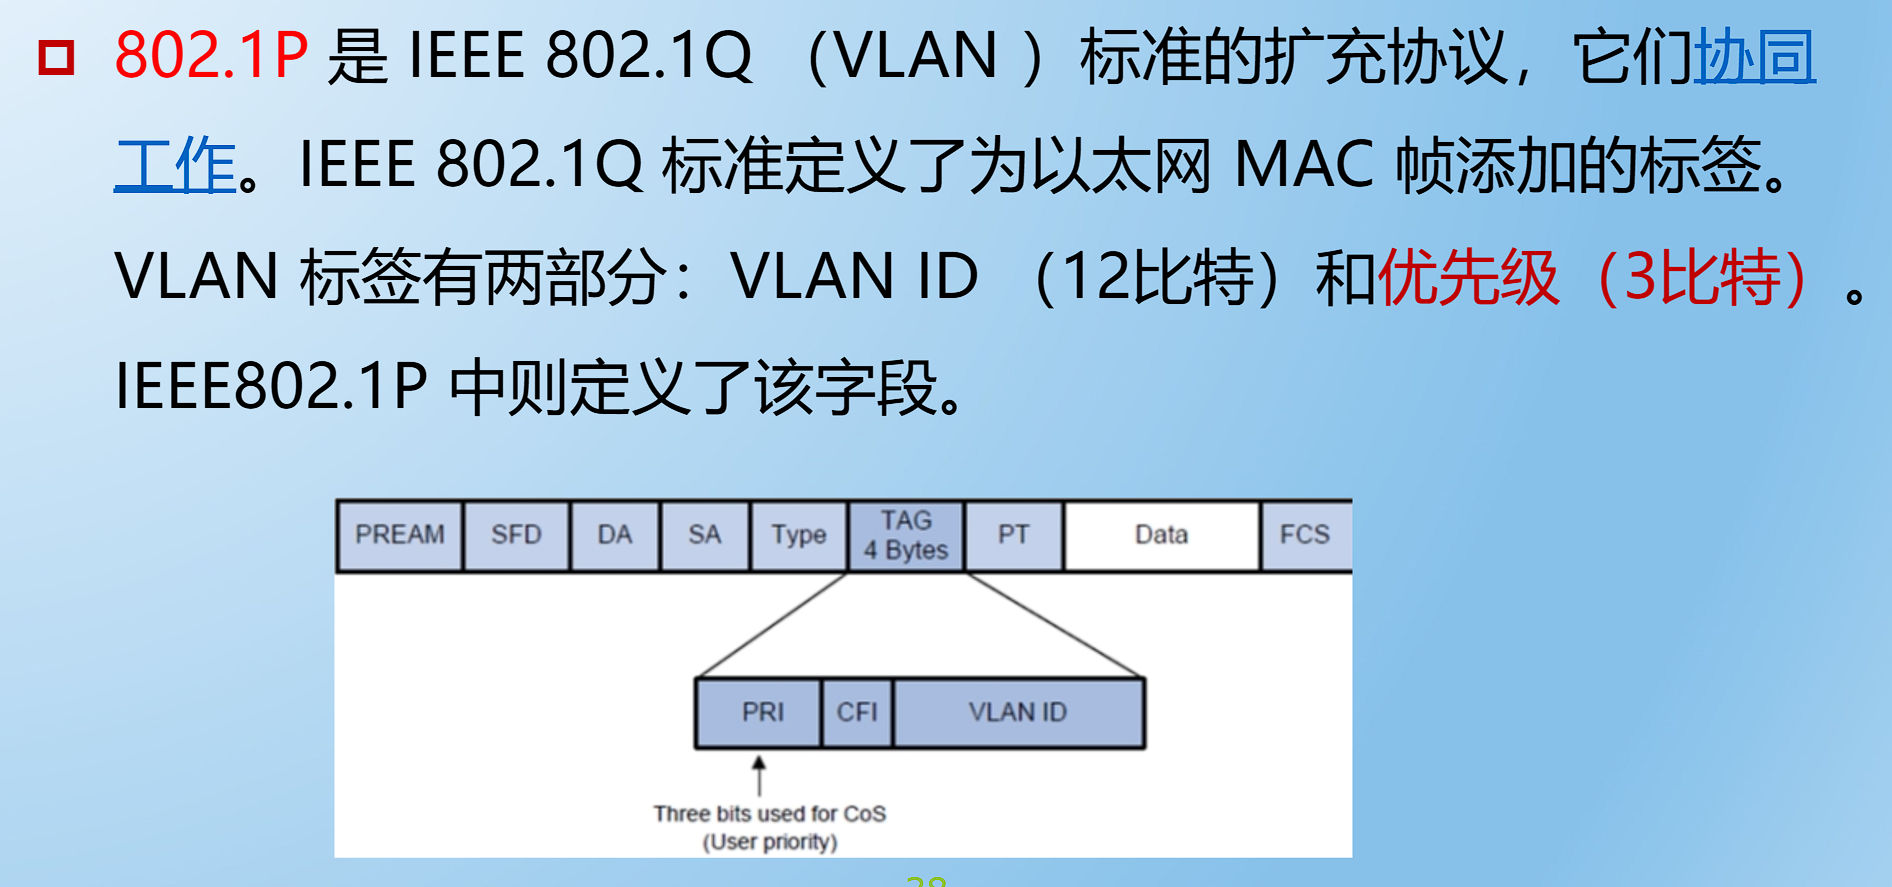 802.1P 是 IEEE 802.1Q （VLAN ）标准的扩充协议，它们协同
工作。IEEE 802.1Q 标准定义了为以太网 MAC 帧添加的标签。
VLAN 标签有两部分：VLAN ID （12比特）和优先级（3比特）。
IEEE802.1P 中则定义了该字段。
PREAM SFD DA SA Type TAG 4 Bytes PT Data FCS
PRI CFI VLAN ID
Three bits used for CoS
(User priority)